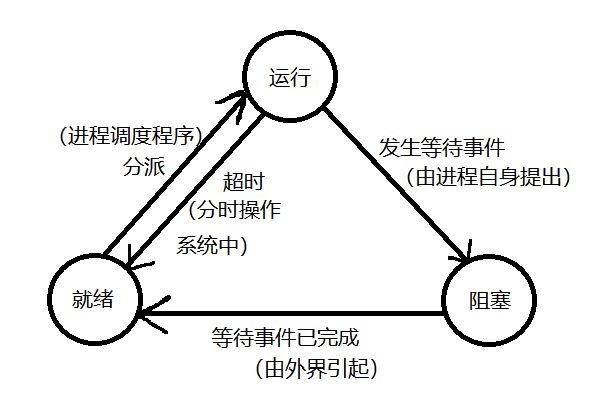 运行
（进程调度程序）
分派
发生等待事件
（由进程自身提出）
超时
（分时操作
系统中）
就绪
阻塞
等待事件已完成
（由外界引起）